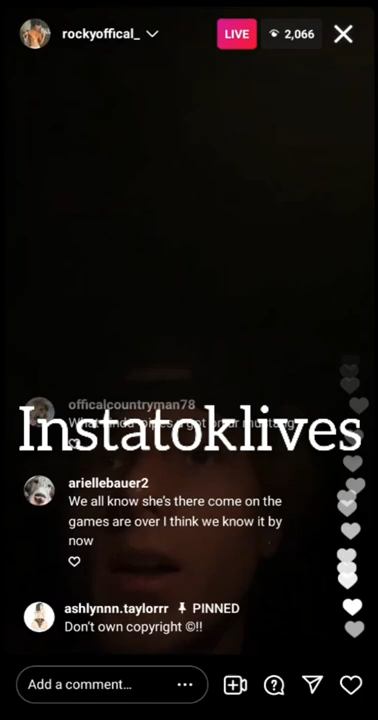 rockyoffical_
LIVE
2,066
officalcountryman78
Instatoklives
ariellebauer2
We all know she's there come on the
games are over I think we know it by
now
ashlynnn.taylorrr PINNED
Don't own copyright ©!!
Add a comment...